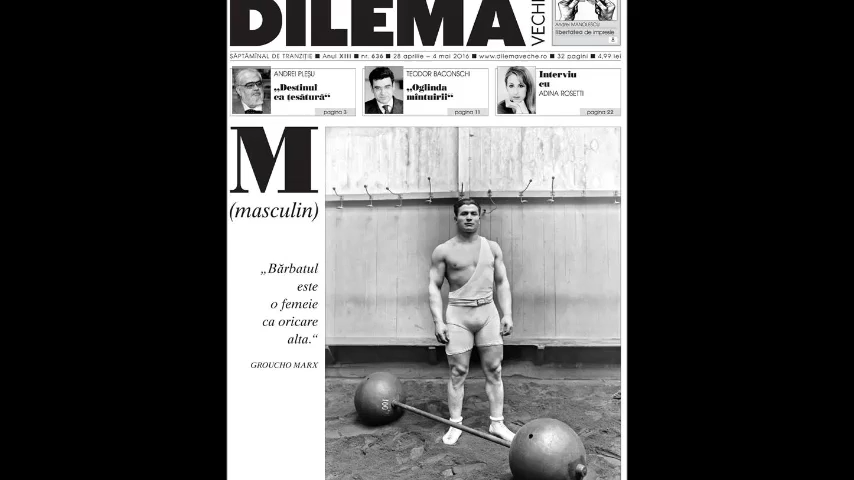 DILEMA
VECHE
Andrei MANOLESCU
libertatea de impresie
SĂPTĂMÎNAL DE TRANZIȚIE ■ Anul XIII ■ nr. 636 ■ 28 aprilie – 4 mai 2016 ■ www.dilemaveche.ro ■ 32 pagini ■ 4,99 lei
ANDREI PLEȘU
„Destinul
ca țesătură“
pagina 3
TEODOR BACONSCHI
„Oglinda
mîntuirii“
pagina 11
Interviu
cu
ADINA ROSETTI
pagina 22
M
(masculin)
„Bărbatul
este
o femeie
ca oricare
alta.“
GROUCHO MARX
100